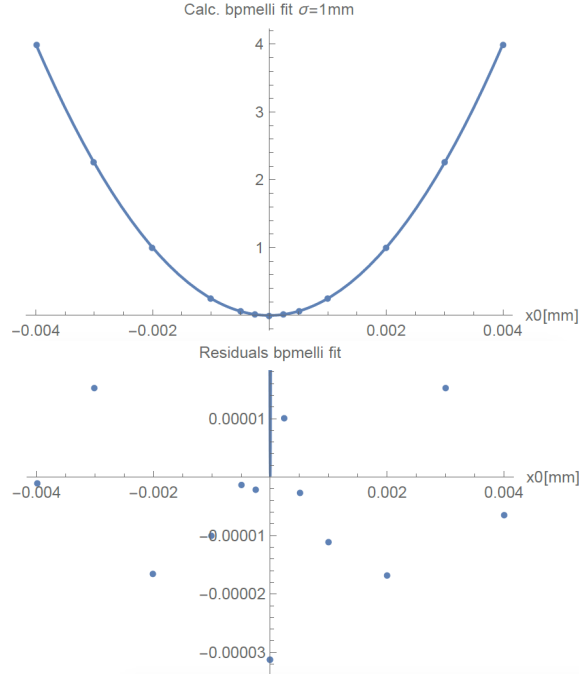 Calc. bpmelli fit σ=1mm
4
3
2
1
x0[mm]
−0.004 −0.002 0.002 0.004
Residuals bpmelli fit
0.00001
x0[mm]
−0.004 −0.002 0.002 0.004
−0.00001
−0.00002
−0.00003